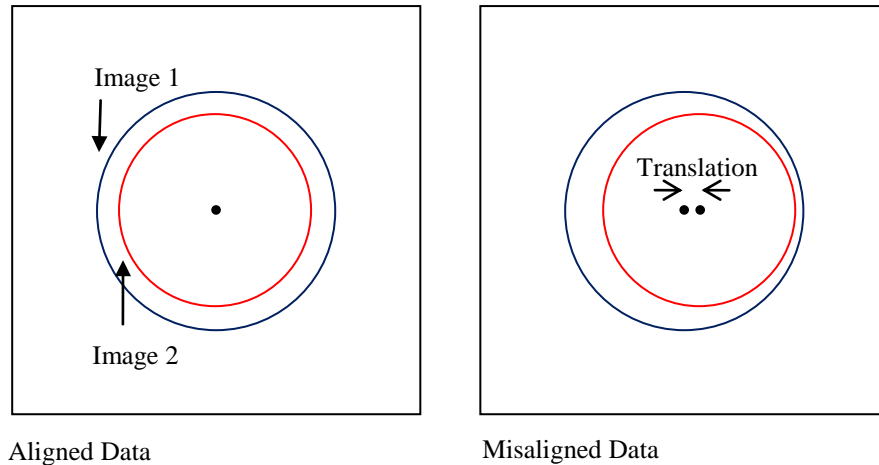 Image 1
Image 2
Translation
Aligned Data
Misaligned Data